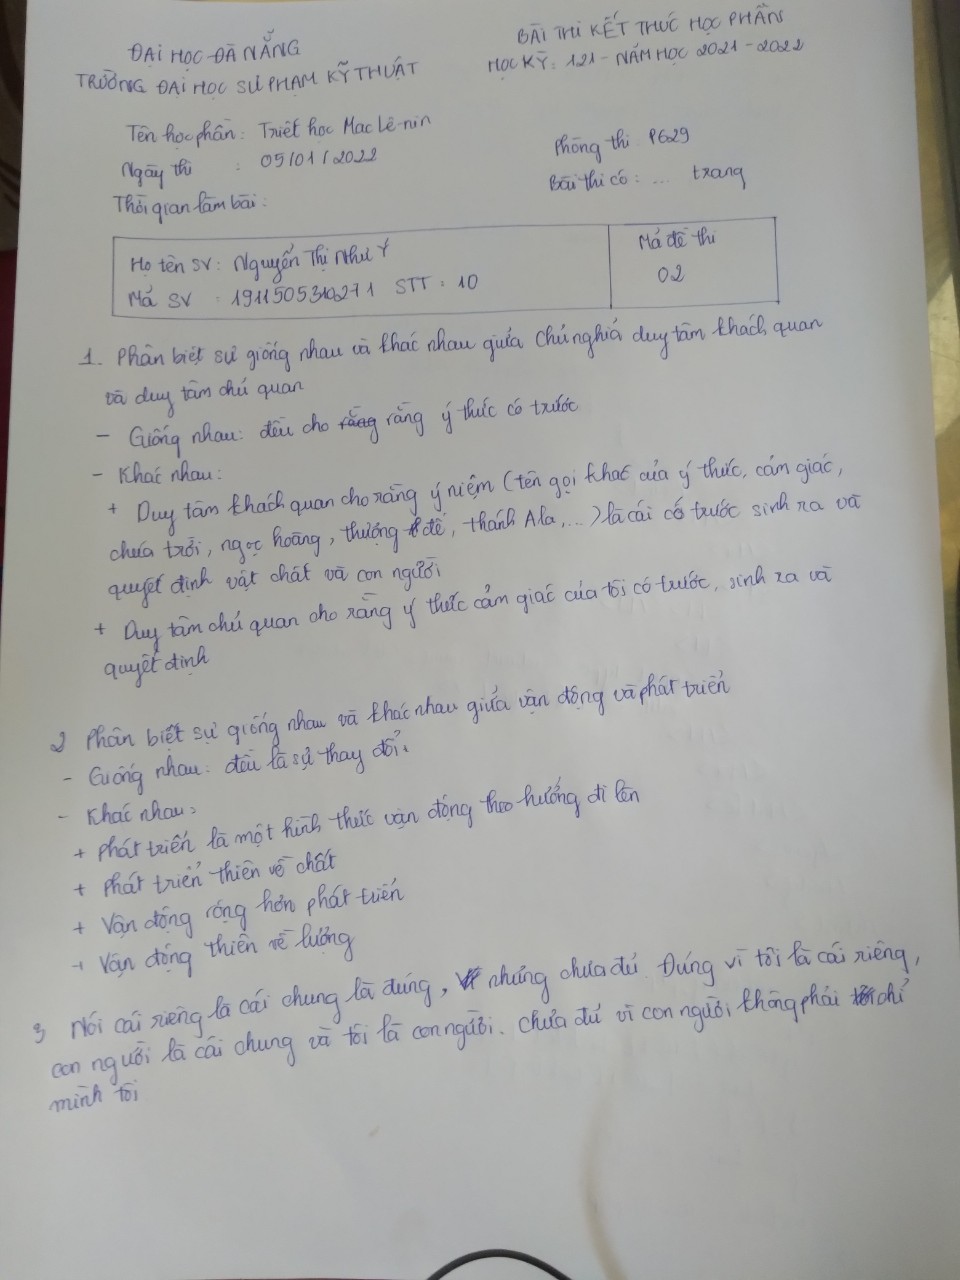 ĐẠI HỌC ĐÀ NẴNG
TRƯỜNG ĐẠI HỌC SƯ PHẠM KỸ THUẬT
BÀI THI KẾT THÚC HỌC PHẦN
HỌC KỲ: 121 - NĂM HỌC 2021-2022
Tên học phần: Triết học Mac Lê-nin
Ngày thi : 05/01/2022
Thời gian làm bài:
Phòng thi P629
Bài thi có: ... trang
Họ tên SV: Nguyễn Thị Như Ý
Mã SV : 1911505310271 STT: 10
Mã đề thi
02
1. Phân biệt sự giống nhau và khác nhau giữa chủ nghĩa duy tâm khách quan
và duy tâm chủ quan
- Giống nhau: đều cho rằng rằng ý thức có trước
- Khác nhau:
+ Duy tâm khách quan cho rằng ý niệm (tên gọi khác của ý thức, cảm giác,
chúa trời, ngọc hoàng, thượng đế, thánh Ala, ...) là cái có trước sinh ra và
quyết định vật chất và con người
+ Duy tâm chủ quan cho rằng ý thức cảm giác của tôi có trước, sinh ra và
quyết định
2 Phân biệt sự giống nhau và khác nhau giữa vận động và phát triển
- Giống nhau: đều là sự thay đổi.
- Khác nhau:
+ Phát triển là một hình thức vận động theo hướng đi lên
+ Phát triển thiên về chất
+ Vận động rộng hơn phát triển
+ Vận động thiên về lượng
3 Nói cái riêng là cái chung là đúng, nhưng chưa đủ. Đúng vì tôi là cái riêng,
con người là cái chung và tôi là con người. Chưa đủ vì con người không phải chỉ
mình tôi